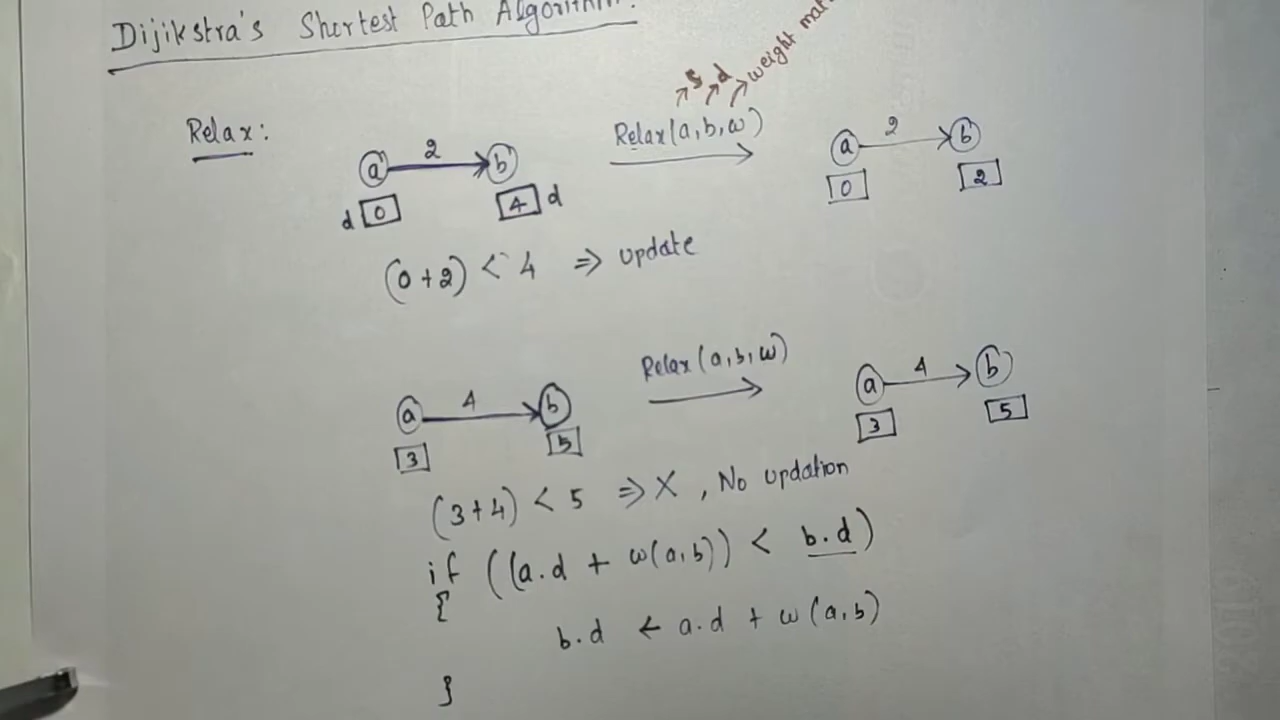 Dijikstra's Shortest Path Algorithm:
s d weight
Relax:
a 2 b
Relax(a,b,w)
a 2 b
d 0 4 d
0 2
(0+2) < 4 ⇒ update
a 4 b
Relax(a,b,w)
a 4 b
3 5
3 5
(3+4) < 5 ⇒ X , No updation
if ((a.d + w(a,b)) < b.d)
{
b.d ← a.d + w(a,b)
}